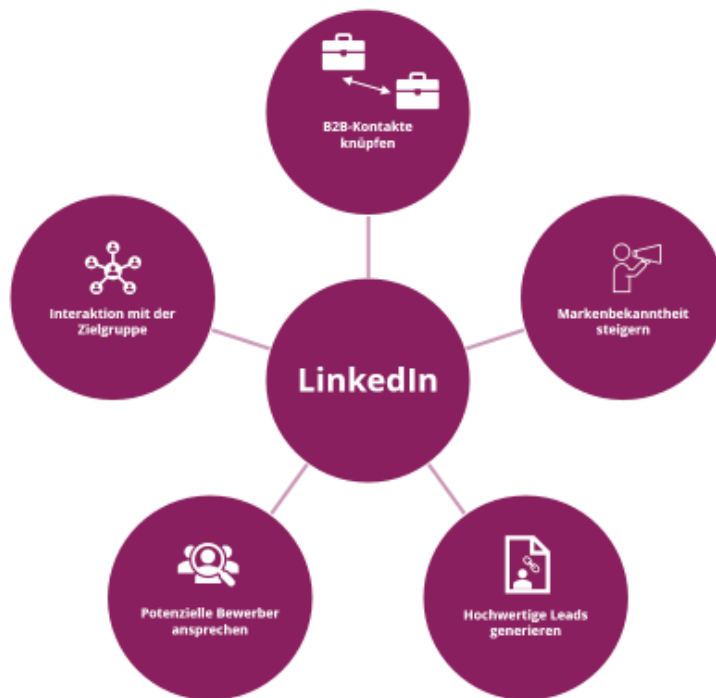 B2B-Kontakte
knüpfen
Interaktion mit der
Zielgruppe
Markenbekanntheit
steigern
LinkedIn
Potenzielle Bewerber
ansprechen
Hochwertige Leads
generieren